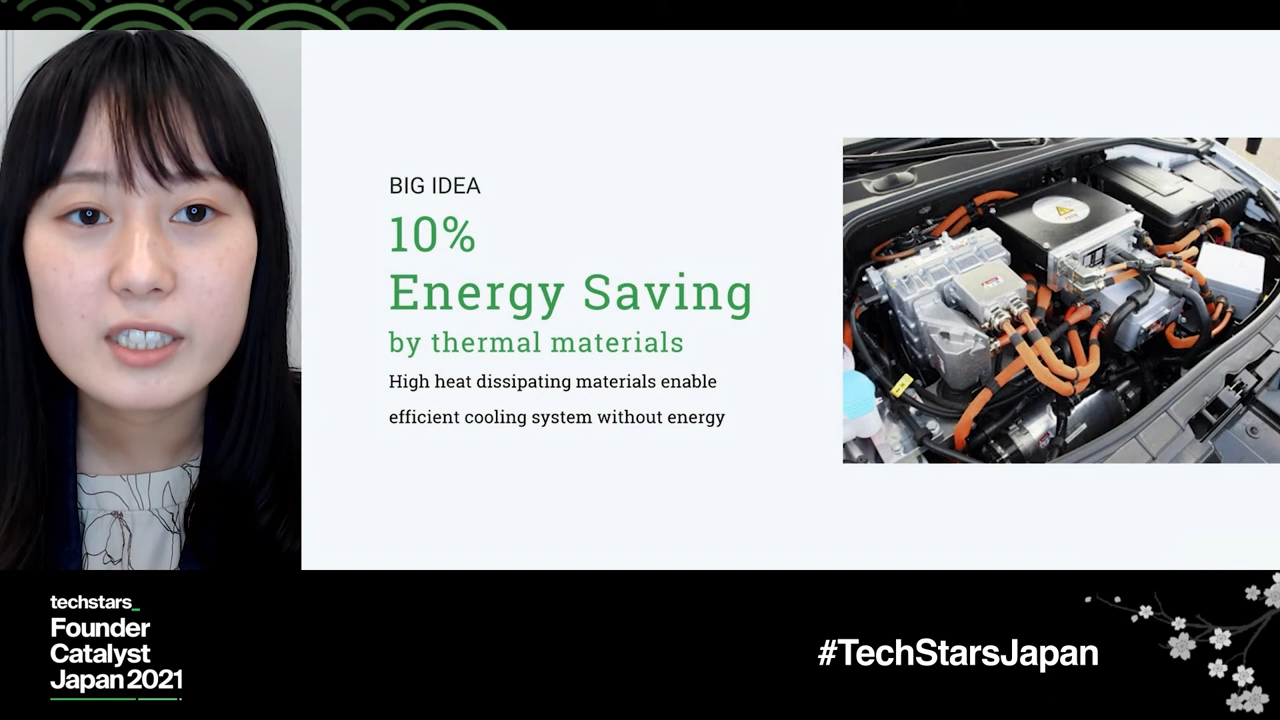 BIG IDEA
10%
Energy Saving
by thermal materials
High heat dissipating materials enable
efficient cooling system without energy
techstars_
Founder
Catalyst
Japan 2021
#TechStarsJapan